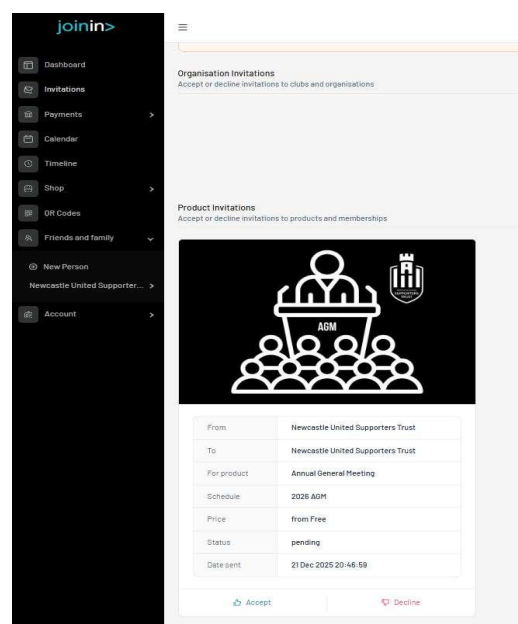 joinin>
Dashboard
Invitations
Payments
Calendar
Timeline
Shop
QR Codes
Friends and family
New Person
Newcastle United Supporter...
Account
Organisation Invitations
Accept or decline invitations to clubs and organisations
Product Invitations
Accept or decline invitations to products and memberships
AGM
SUPPORTERS
TRUST
From Newcastle United Supporters Trust
To Newcastle United Supporters Trust
For product Annual General Meeting
Schedule 2026 AGM
Price from Free
Status pending
Date sent 21 Dec 2025 20:46:59
Accept Decline